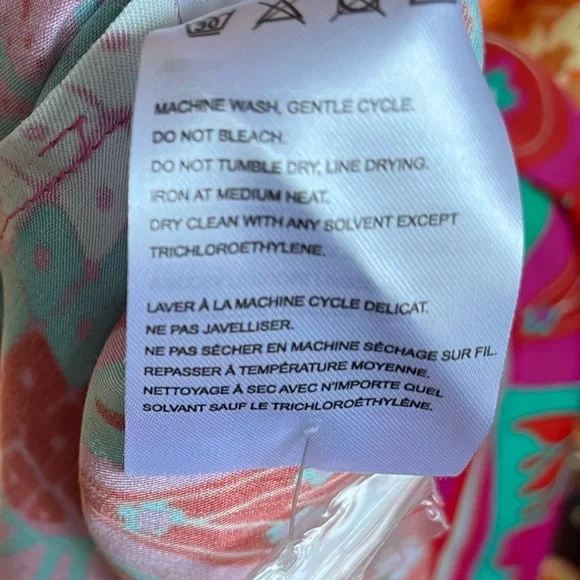 30
MACHINE WASH, GENTLE CYCLE.
DO NOT BLEACH.
DO NOT TUMBLE DRY, LINE DRYING.
IRON AT MEDIUM HEAT.
DRY CLEAN WITH ANY SOLVENT EXCEPT
TRICHLOROETHYLENE.
LAVER À LA MACHINE CYCLE DELICAT.
NE PAS JAVELLISER.
NE PAS SÉCHER EN MACHINE SÉCHAGE SUR FIL.
REPASSER À TEMPÉRATURE MOYENNE.
NETTOYAGE À SEC AVEC N'IMPORTE QUEL
SOLVANT SAUF LE TRICHLOROÉTHYLÈNE.